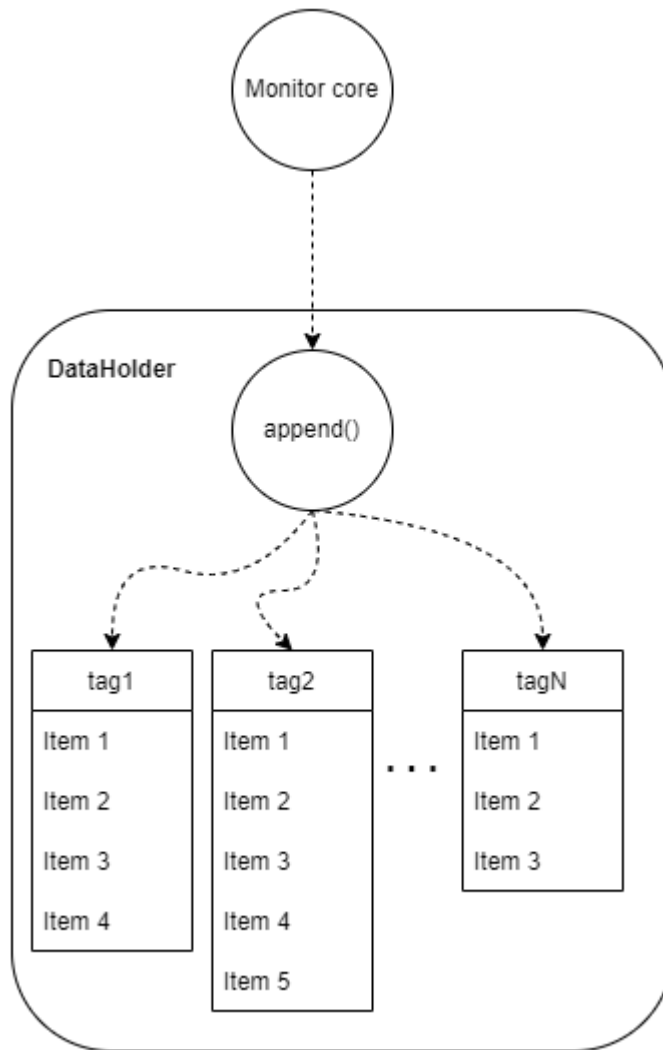 Monitor core
DataHolder
append()
tag1
Item 1
Item 2
Item 3
Item 4
tag2
Item 1
Item 2
Item 3
Item 4
Item 5
. . .
tagN
Item 1
Item 2
Item 3